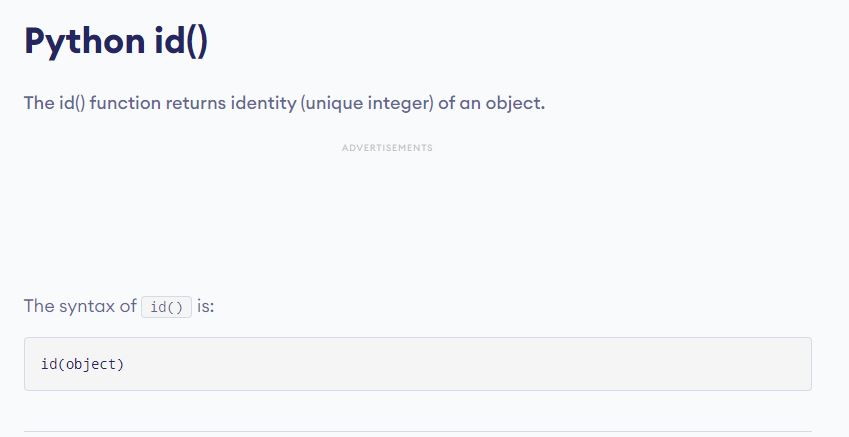 Python id()
The id() function returns identity (unique integer) of an object.
ADVERTISEMENTS
The syntax of id() is:
id(object)